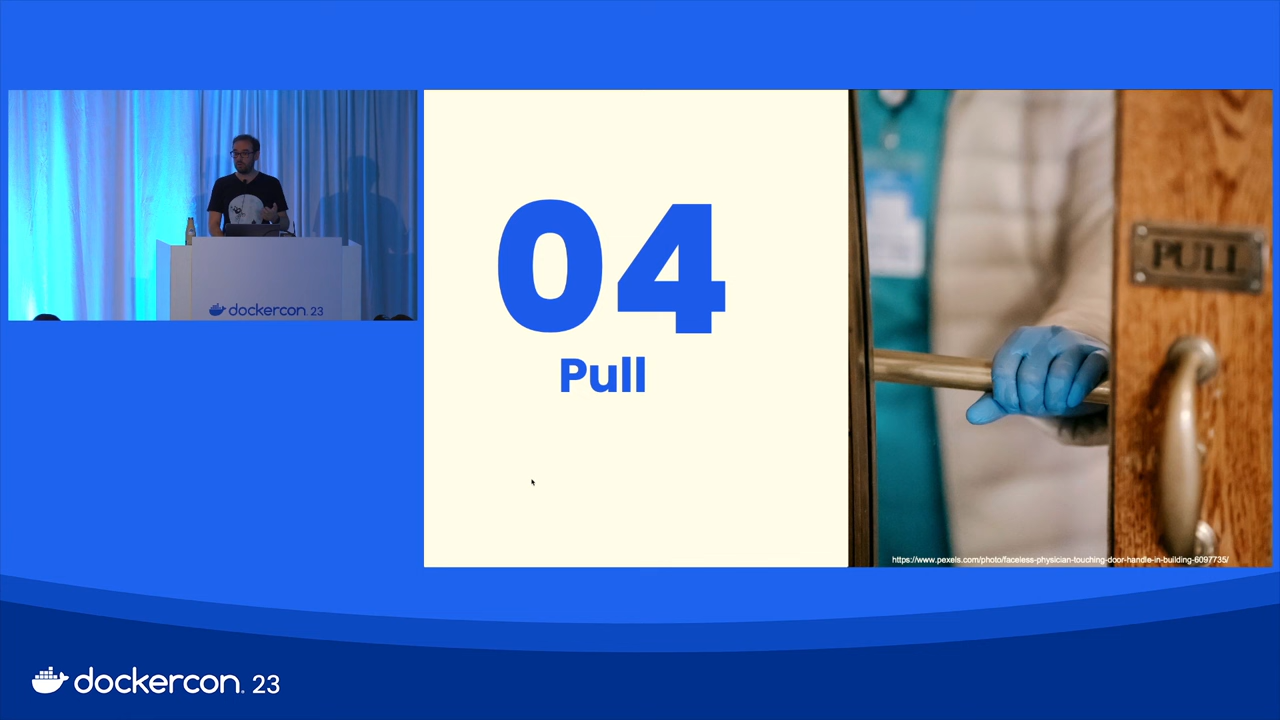 dockercon 23
04
Pull
PULL
https://www.pexels.com/photo/faceless-physician-touching-door-handle-in-building-6097735/
dockercon. 23